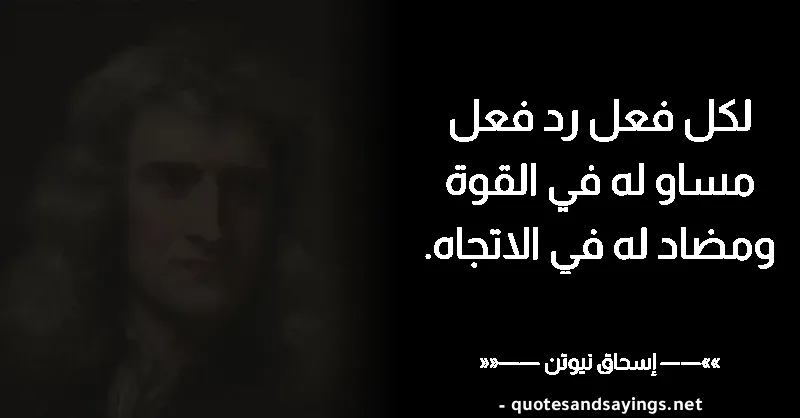 لكل فعل رد فعل
مساو له في القوة
ومضاد له في الاتجاه.
»»—— إسحاق نيوتن ——««
- quotesandsayings.net